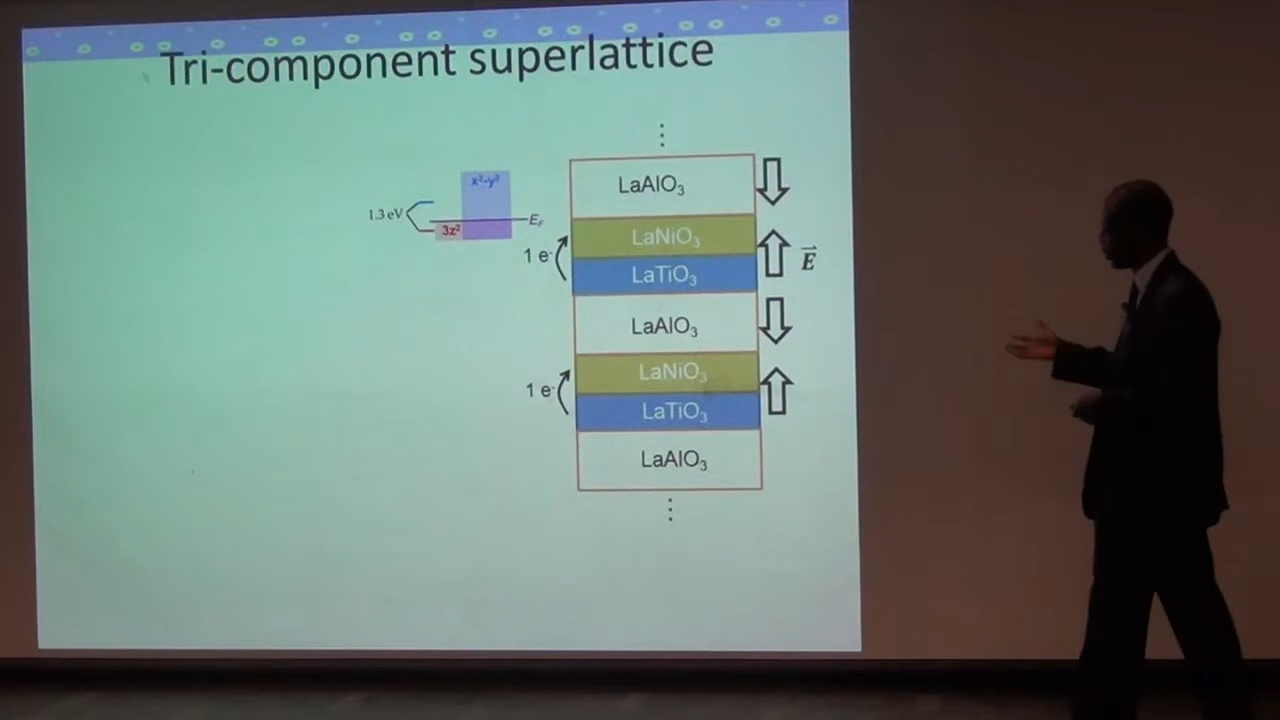 Tri-component superlattice
⋮
LaAlO₃
x²-y²
1.3 eV
E_F
3z²
LaNiO₃
1 e⁻
E⃗
LaTiO₃
LaAlO₃
LaNiO₃
1 e⁻
LaTiO₃
LaAlO₃
⋮